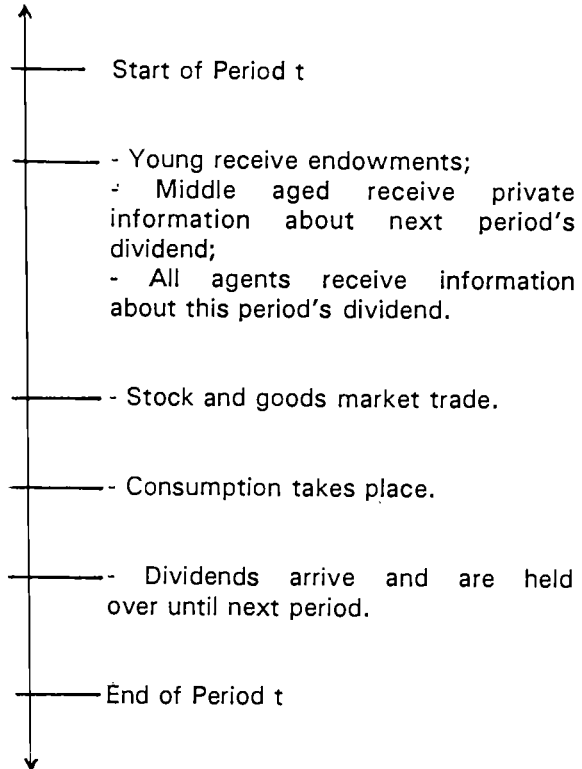 Start of Period t
- Young receive endowments;
- Middle aged receive private
information about next period's
dividend;
- All agents receive information
about this period's dividend.
- Stock and goods market trade.
- Consumption takes place.
- Dividends arrive and are held
over until next period.
End of Period t